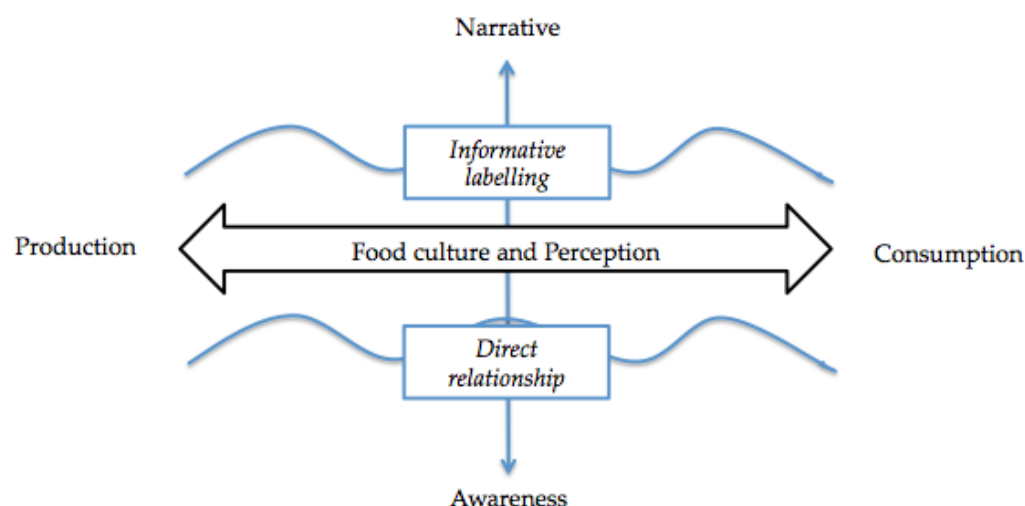 Narrative
Informative
labelling
Production
Food culture and Perception
Consumption
Direct
relationship
Awareness